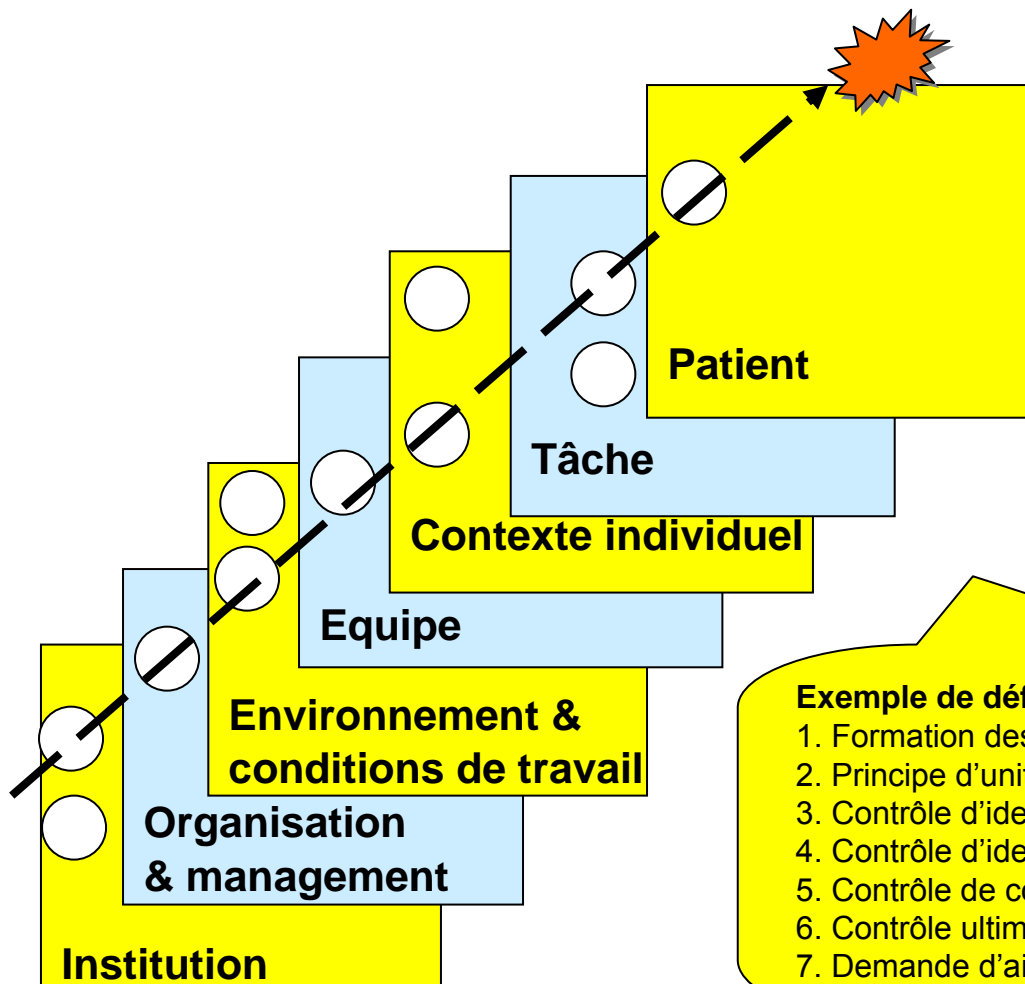 Patient
Tâche
Contexte individuel
Equipe
Environnement &
conditions de travail
Organisation
& management
Institution
Exemple de
1. Formation des
2. Principe
3. Contrôle
4. Contrôle
5. Contrôle de
6. Contrôle
7. Demande